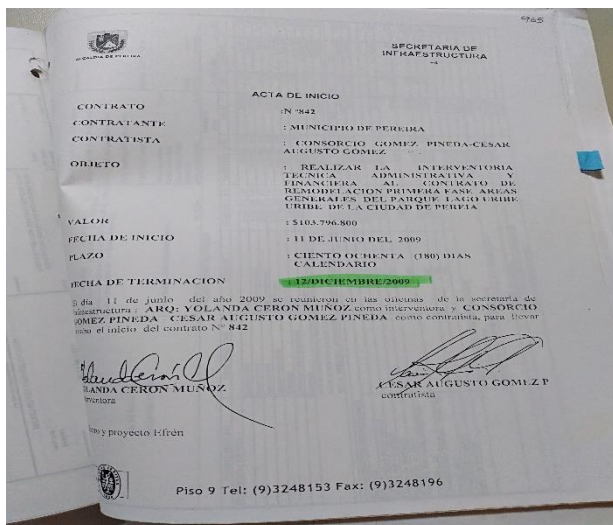 ALCALDIA DE PEREIRA
SECRETARIA DE
INFRAESTRUCTURA
ACTA DE INICIO
CONTRATO :N °842
CONTRATANTE : MUNICIPIO DE PEREIRA
CONTRATISTA : CONSORCIO GOMEZ PINEDA-CESAR
AUGUSTO GOMEZ
OBJETO : REALIZAR LA INTERVENTORIA
TECNICA ADMINISTRATIVA Y
FINANCIERA AL CONTRATO DE
REMODELACION PRIMERA FASE AREAS
GENERALES DEL PARQUE LAGO URIBE
URIBE DE LA CIUDAD DE PEREIA
VALOR : $103.796.800
FECHA DE INICIO : 11 DE JUNIO DEL 2009
PLAZO : CIENTO OCHENTA (180) DIAS
CALENDARIO
FECHA DE TERMINACION : 12/DICIEMBRE/2009
El dia 11 de junio del año 2009 se reunieron en las oficinas de la secretaria de
infraestructura : ARQ: YOLANDA CERON MUÑOZ como interventora y CONSORCIO
GOMEZ PINEDA - CESAR AUGUSTO GOMEZ PINEDA como contratista, para llevar
el inicio del contrato N° 842
YOLANDA CERON MUÑOZ
interventora
CESAR AUGUSTO GOMEZ P
contratista
y proyecto Efrén
Piso 9 Tel: (9)3248153 Fax: (9)3248196